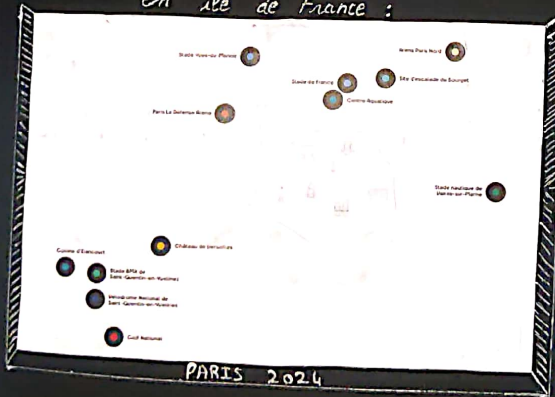 En île de France :
Arena Paris Nord
Stade Yves-du-Manoir
Stade de France
Site d'escalade du Bourget
Centre Aquatique
Paris La Défense Arena
Stade nautique de
Vaires-sur-Marne
Château de Versailles
Colline d'Élancourt
Stade BMX de
Saint-Quentin-en-Yvelines
Vélodrome National de
Saint-Quentin-en-Yvelines
Golf National
PARIS 2024